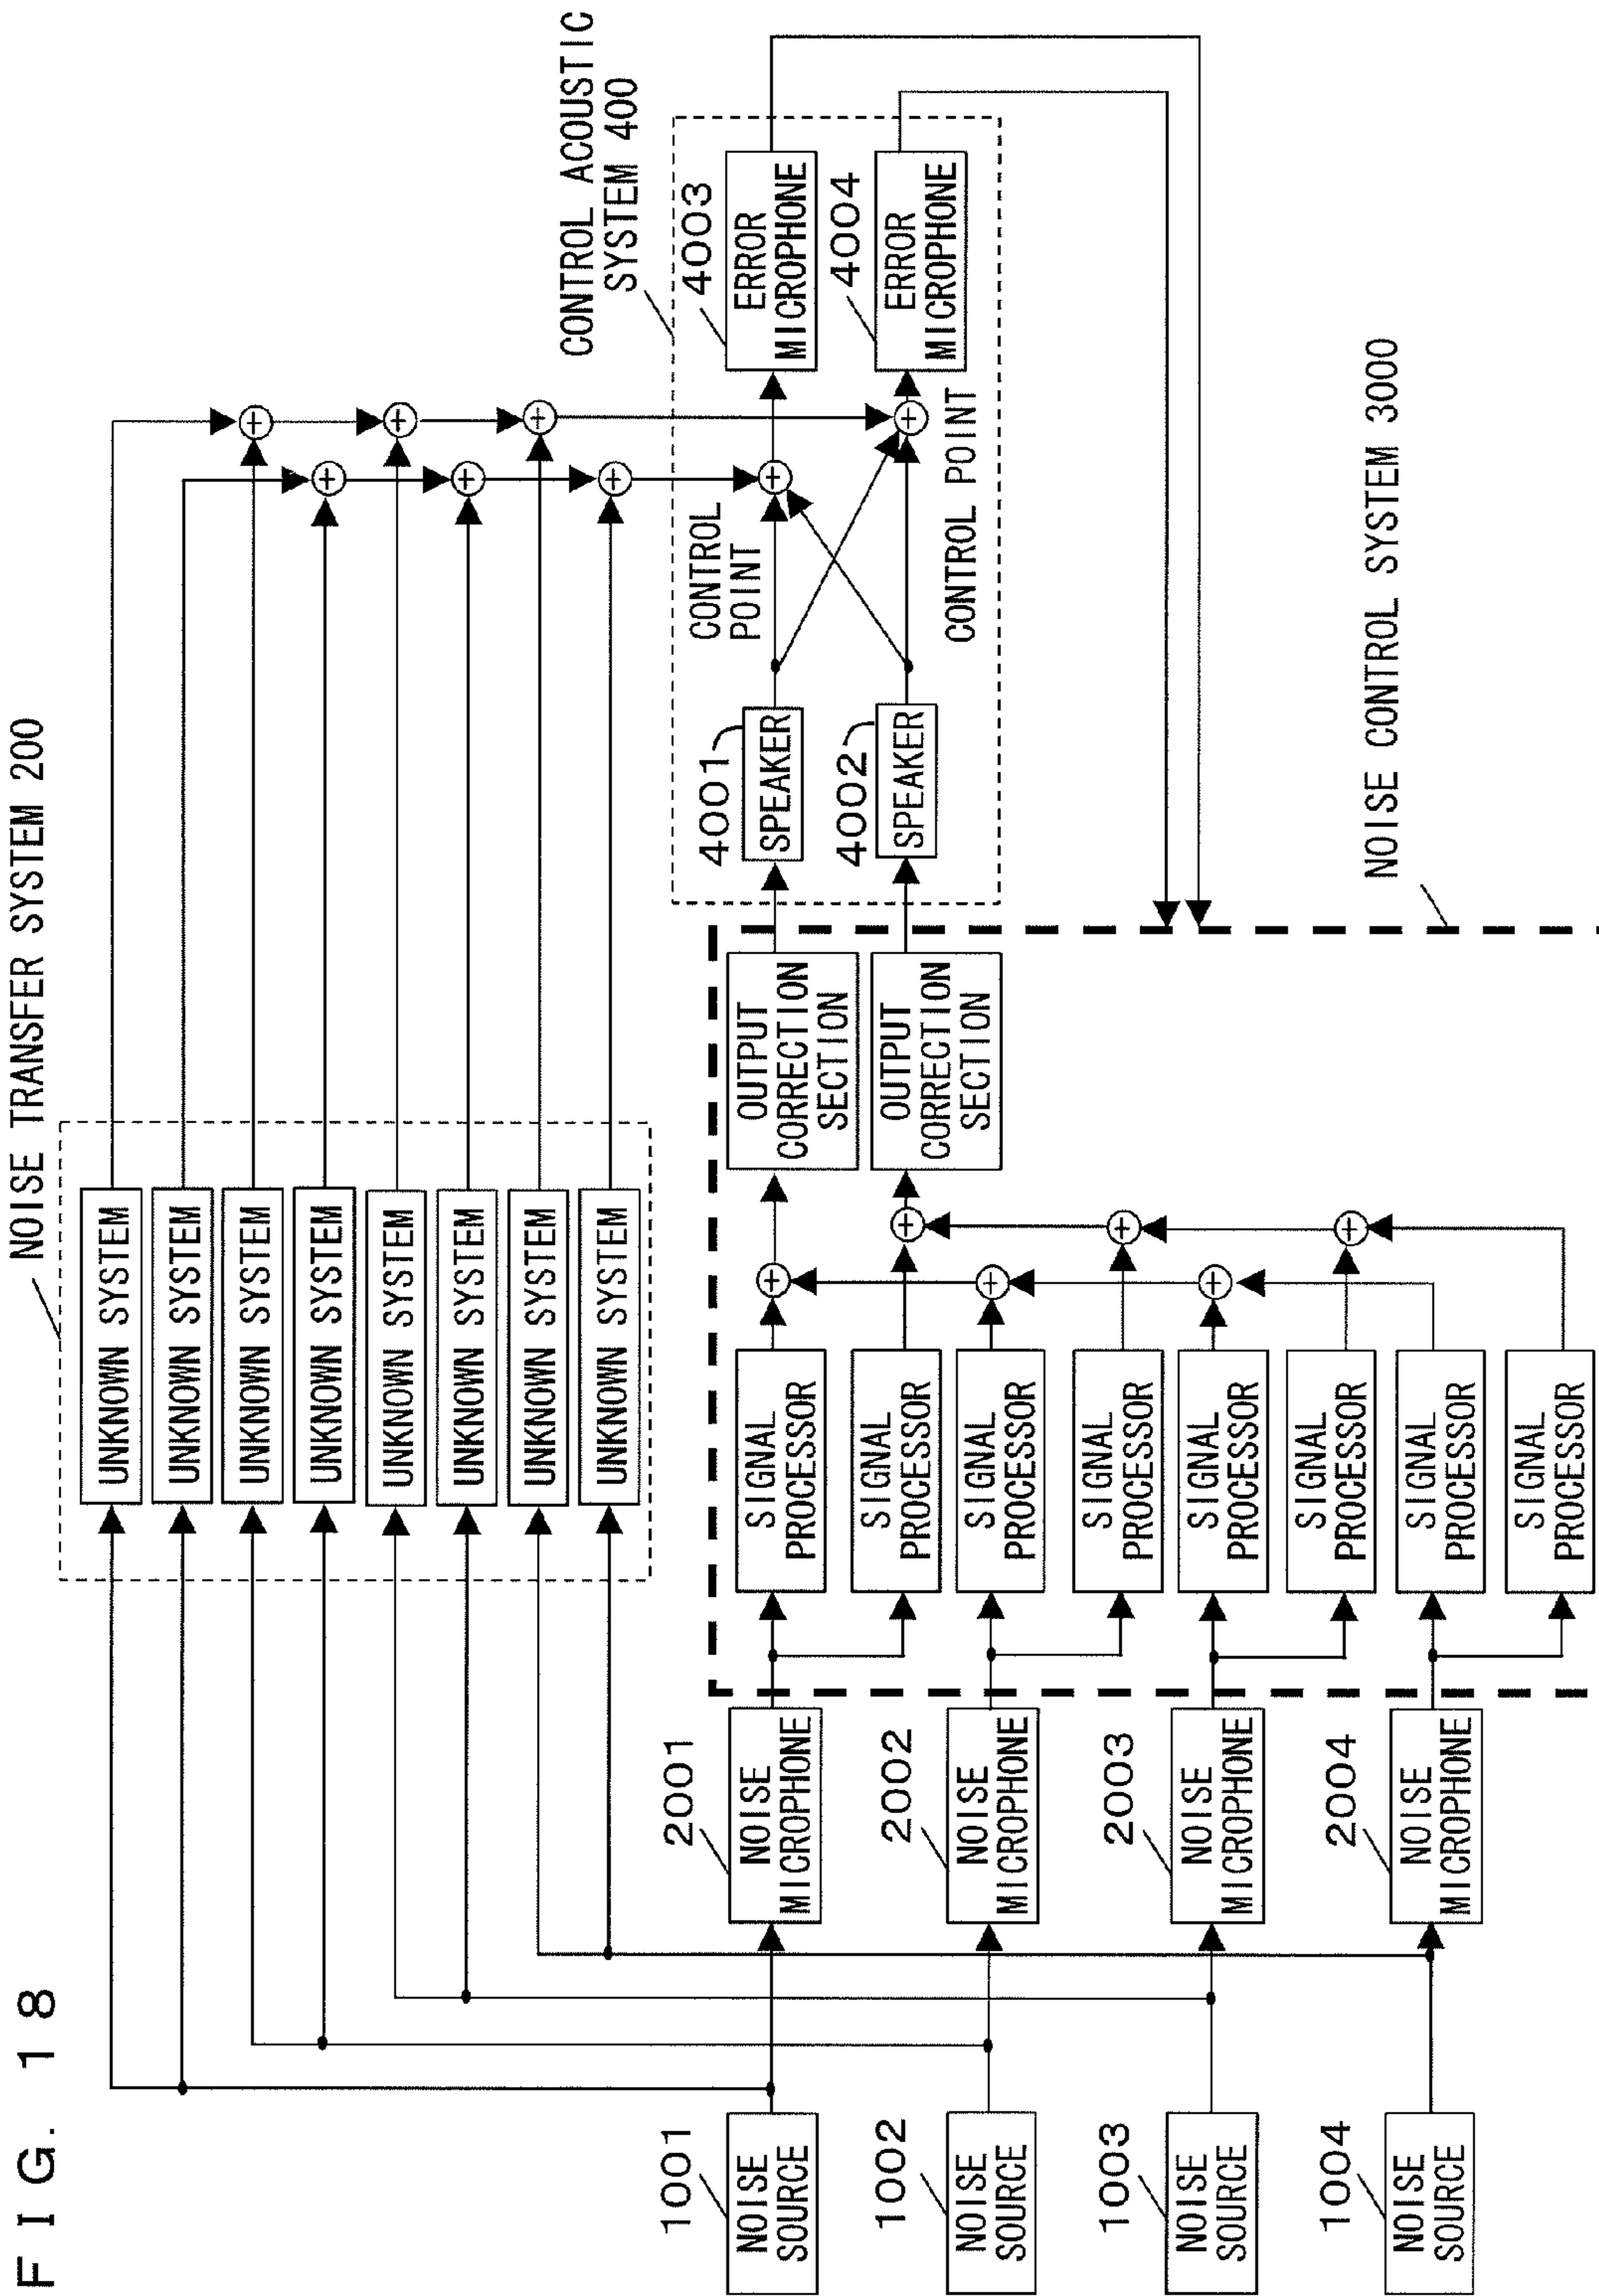 FIG. 18
NOISE TRANSFER SYSTEM 200
UNKNOWN SYSTEM
UNKNOWN SYSTEM
UNKNOWN SYSTEM
UNKNOWN SYSTEM
UNKNOWN SYSTEM
UNKNOWN SYSTEM
UNKNOWN SYSTEM
UNKNOWN SYSTEM
CONTROL ACOUSTIC
SYSTEM 400
1001
NOISE
SOURCE
1002
NOISE
SOURCE
1003
NOISE
SOURCE
1004
NOISE
SOURCE
2001
NOISE
MICROPHONE
2002
NOISE
MICROPHONE
2003
NOISE
MICROPHONE
2004
NOISE
MICROPHONE
SIGNAL
PROCESSOR
SIGNAL
PROCESSOR
SIGNAL
PROCESSOR
SIGNAL
PROCESSOR
SIGNAL
PROCESSOR
SIGNAL
PROCESSOR
SIGNAL
PROCESSOR
SIGNAL
PROCESSOR
+
+
+
+
+
+
OUTPUT
CORRECTION
SECTION
OUTPUT
CORRECTION
SECTION
4001
SPEAKER
4002
SPEAKER
CONTROL
POINT
CONTROL POINT
+
+
+
+
+
+
+
+
4003
ERROR
MICROPHONE
4004
ERROR
MICROPHONE
NOISE CONTROL SYSTEM 3000